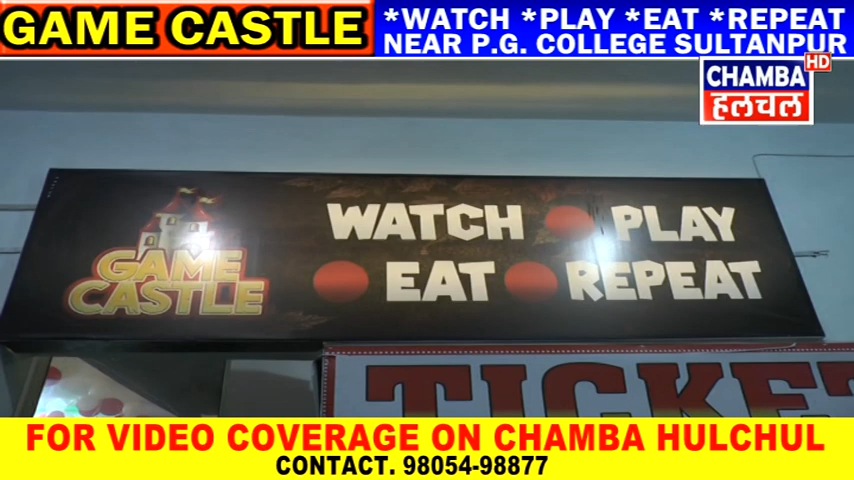 GAME CASTLE
*WATCH *PLAY *EAT *REPEAT
NEAR P.G. COLLEGE SULTANPUR
CHAMBA HD
हलचल
WATCH PLAY
EAT REPEAT
GAME
CASTLE
TICKET
FOR VIDEO COVERAGE ON CHAMBA HULCHUL
CONTACT. 98054-98877